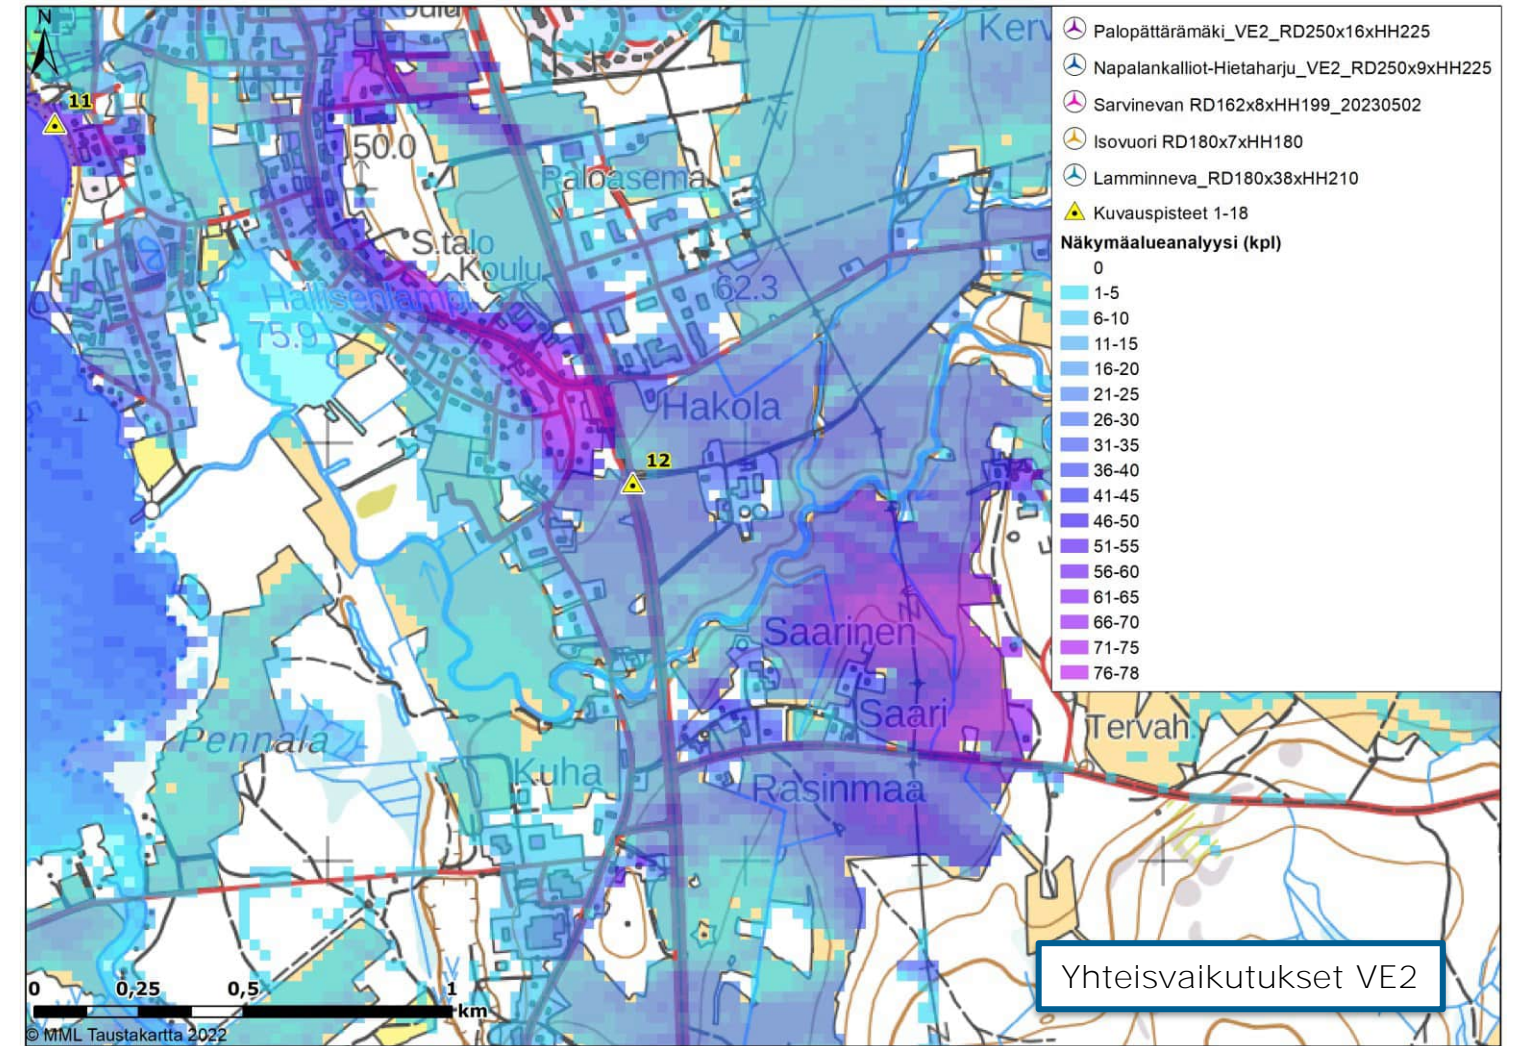 N
Koulu
Kerv
11
50.0
Paloasema
S.talo
Koulu
Hallisenlampi
75.9
62.3
Hakola
12
Saarinen
Saari
Tervah.
Pennala
Kuha
Rasinmaa
Palopättärämäki_VE2_RD250x16xHH225
Napalankalliot-Hietaharju_VE2_RD250x9xHH225
Sarvinevan RD162x8xHH199_20230502
Isovuori RD180x7xHH180
Lamminneva_RD180x38xHH210
Kuvauspisteet 1-18
Näkymäalueanalyysi (kpl)
0
1-5
6-10
11-15
16-20
21-25
26-30
31-35
36-40
41-45
46-50
51-55
56-60
61-65
66-70
71-75
76-78
Yhteisvaikutukset VE2
0 0,25 0,5 1
km
© MML Taustakartta 2022